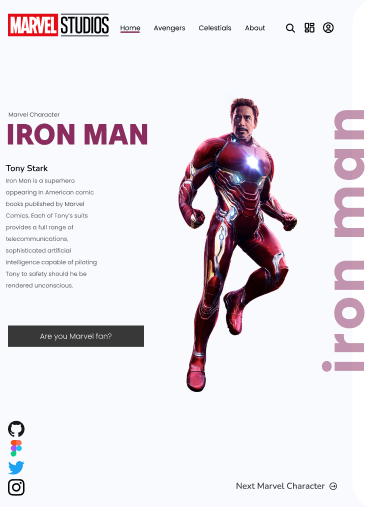 MARVEL STUDIOS
Home Avengers Celestials About
Marvel Character
IRON MAN
Tony Stark
Iron Man is a superhero
appearing in American comic
books published by Marvel
Comics. Each of Tony's suits
provides a full range of
telecommunications,
sophisticated artificial
intelligence capable of piloting
Tony to safety should he be
rendered unconscious.
Are you Marvel fan?
iron man
Next Marvel Character